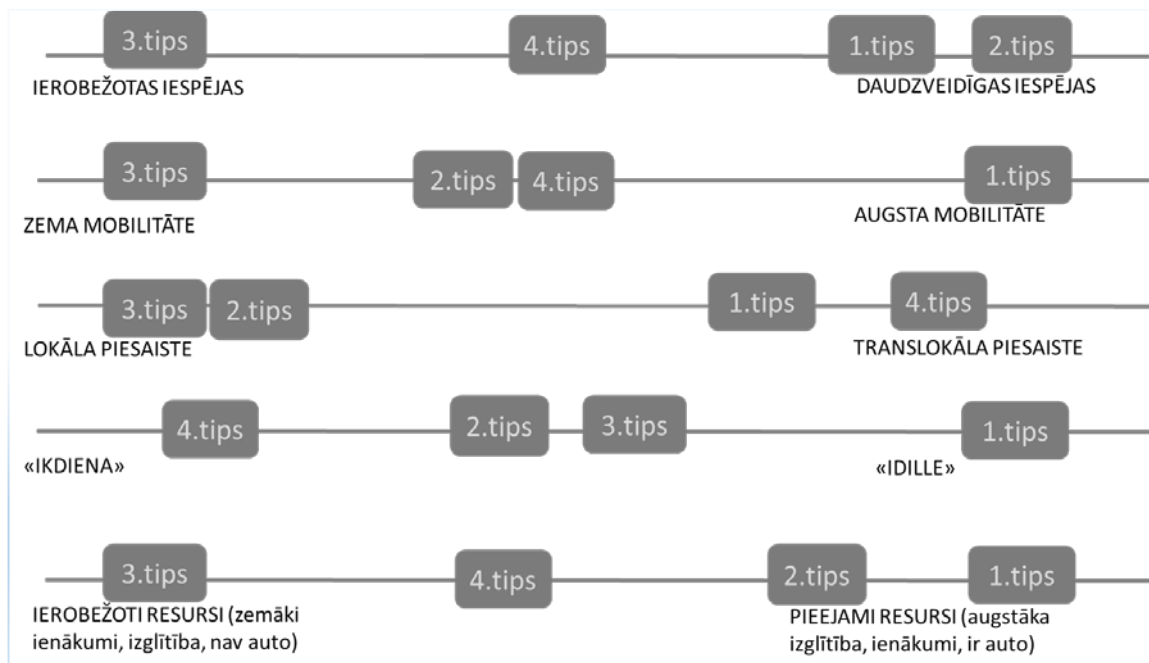 3.tips 4.tips 1.tips 2.tips
IEROBEŽOTAS IESPĒJAS DAUDZVEIDĪGAS IESPĒJAS
3.tips 2.tips 4.tips 1.tips
ZEMA MOBILITĀTE AUGSTA MOBILITĀTE
3.tips 2.tips 1.tips 4.tips
LOKĀLA PIESAISTE TRANSLOKĀLA PIESAISTE
4.tips 2.tips 3.tips 1.tips
«IKDIENA» «IDILLE»
3.tips 4.tips 2.tips 1.tips
IEROBEŽOTI RESURSI (zemāki
ienākumi, izglītība, nav auto)
PIEEJAMI RESURSI (augstāka
izglītība, ienākumi, ir auto)